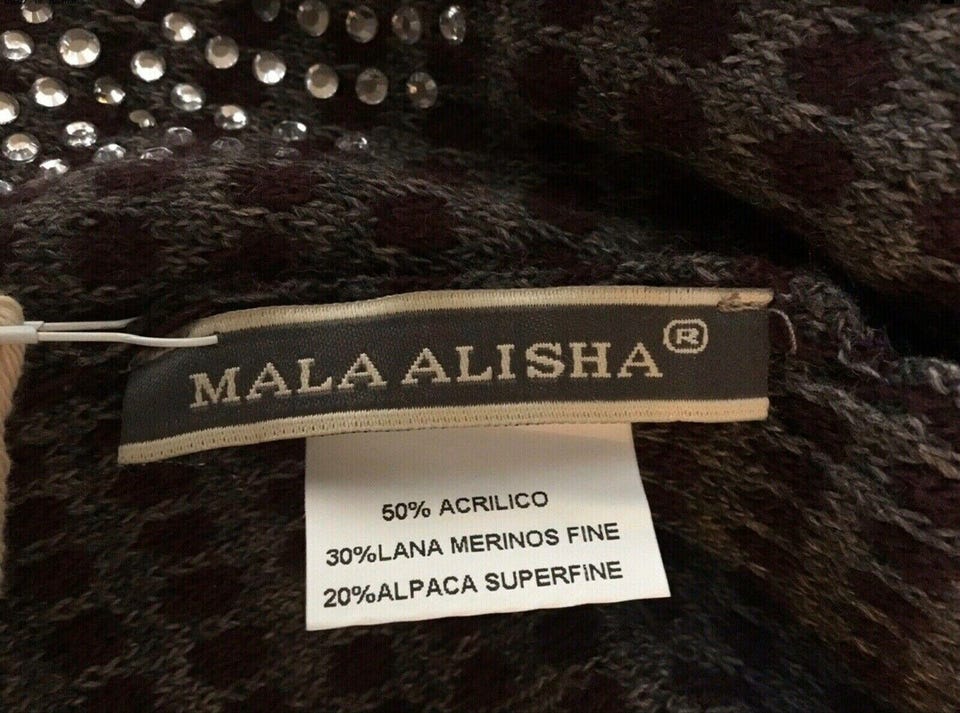 MALA ALISHA®
50% ACRILICO
30%LANA MERINOS FINE
20%ALPACA SUPERFiNE